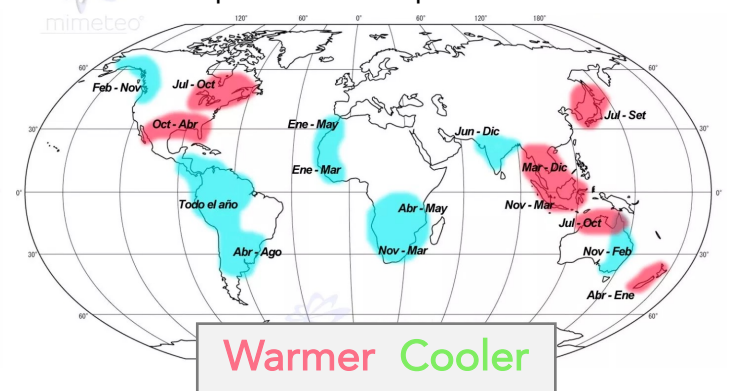 mimeteo
120° 60° 0° 60° 120° 180°
60° 60°
Feb - Nov Jul - Oct
Jul - Set
Oct - Abr Ene - May Jun - Dic
30° 30°
Ene - Mar Mar - Dic
0° 0°
Todo el año Abr - May Nov - Mar
Jul - Oct
Abr - Ago Nov - Mar Nov - Feb
30° 30°
Abr - Ene
60° 60°
Warmer Cooler